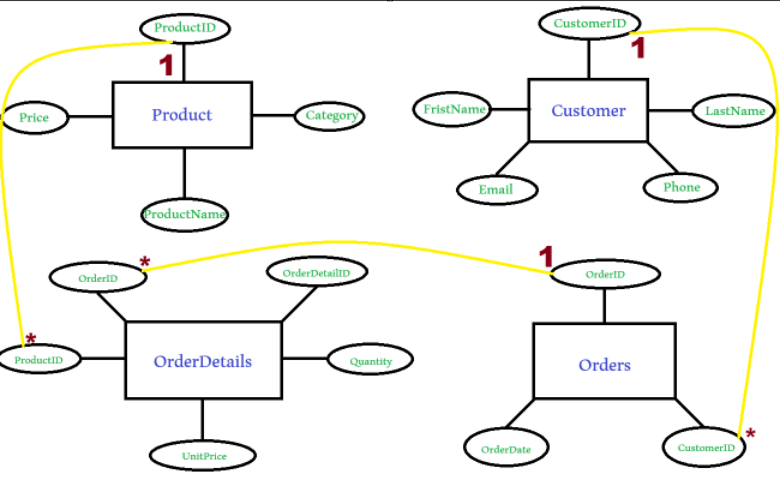 ProductID
1
Product
Price
Category
ProductName
CustomerID
1
FristName
Customer
LastName
Email
Phone
OrderID
*
OrderDetailID
ProductID
*
OrderDetails
Quantity
UnitPrice
1
OrderID
Orders
OrderDate
CustomerID
*